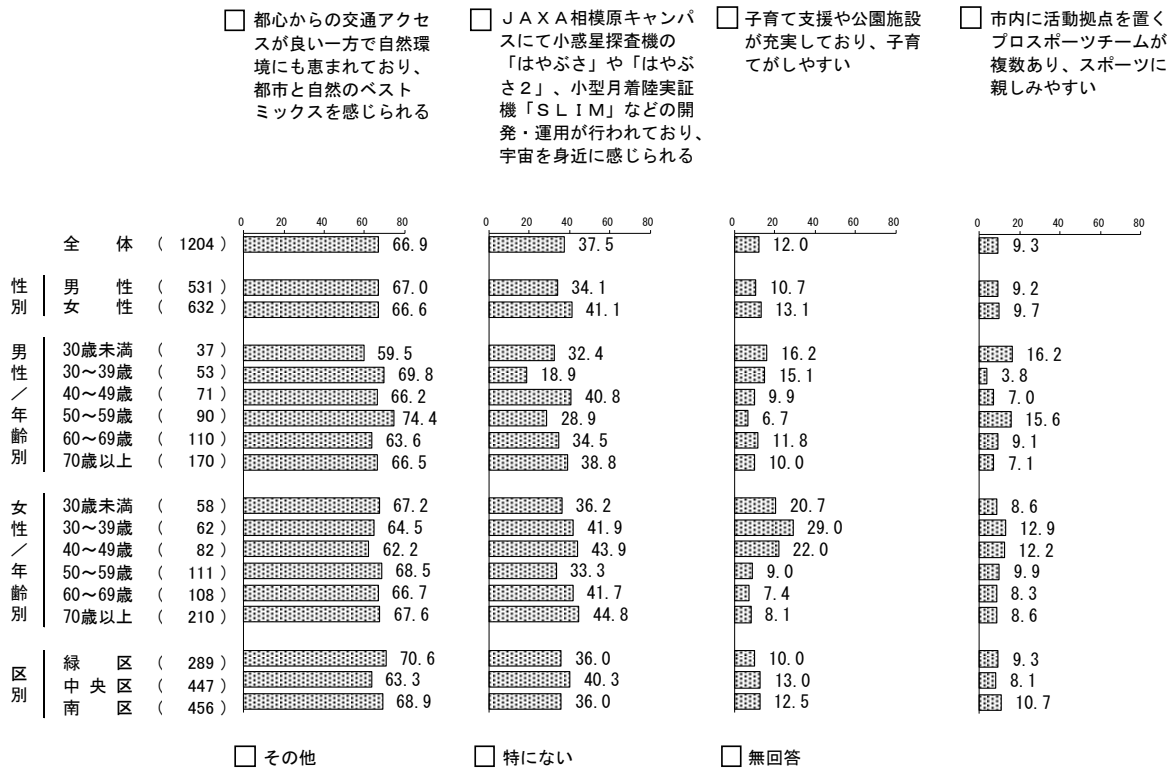 都心からの交通アクセ
スが良い一方で自然環
境にも恵まれており、
都市と自然のベスト
ミックスを感じられる
ＪＡＸＡ相模原キャンパ
スにて小惑星探査機の
「はやぶさ」や「はやぶ
さ２」、小型月着陸実証
機「ＳＬＩＭ」などの開
発・運用が行われており、
宇宙を身近に感じられる
子育て支援や公園施設
が充実しており、子育
てがしやすい
市内に活動拠点を置く
プロスポーツチームが
複数あり、スポーツに
親しみやすい
0 20 40 60 80 0 20 40 60 80 0 20 40 60 80 0 20 40 60 80
全 体 ( 1204 ) 66.9 37.5 12.0 9.3
性別
男 性 ( 531 ) 67.0 34.1 10.7 9.2
女 性 ( 632 ) 66.6 41.1 13.1 9.7
男性／年齢別
30歳未満 ( 37 ) 59.5 32.4 16.2 16.2
30～39歳 ( 53 ) 69.8 18.9 15.1 3.8
40～49歳 ( 71 ) 66.2 40.8 9.9 7.0
50～59歳 ( 90 ) 74.4 28.9 6.7 15.6
60～69歳 ( 110 ) 63.6 34.5 11.8 9.1
70歳以上 ( 170 ) 66.5 38.8 10.0 7.1
女性／年齢別
30歳未満 ( 58 ) 67.2 36.2 20.7 8.6
30～39歳 ( 62 ) 64.5 41.9 29.0 12.9
40～49歳 ( 82 ) 62.2 43.9 22.0 12.2
50～59歳 ( 111 ) 68.5 33.3 9.0 9.9
60～69歳 ( 108 ) 66.7 41.7 7.4 8.3
70歳以上 ( 210 ) 67.6 44.8 8.1 8.6
区別
緑 区 ( 289 ) 70.6 36.0 10.0 9.3
中 央 区 ( 447 ) 63.3 40.3 13.0 8.1
南 区 ( 456 ) 68.9 36.0 12.5 10.7
その他 特にない 無回答